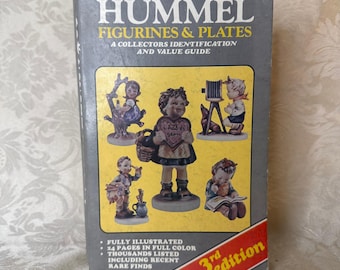 HUMMEL
FIGURINES & PLATES
A COLLECTORS IDENTIFICATION
AND VALUE GUIDE
• FULLY ILLUSTRATED
• 24 PAGES IN FULL COLOR
• THOUSANDS LISTED
INCLUDING RECENT
RARE FINDS
3rd
edition